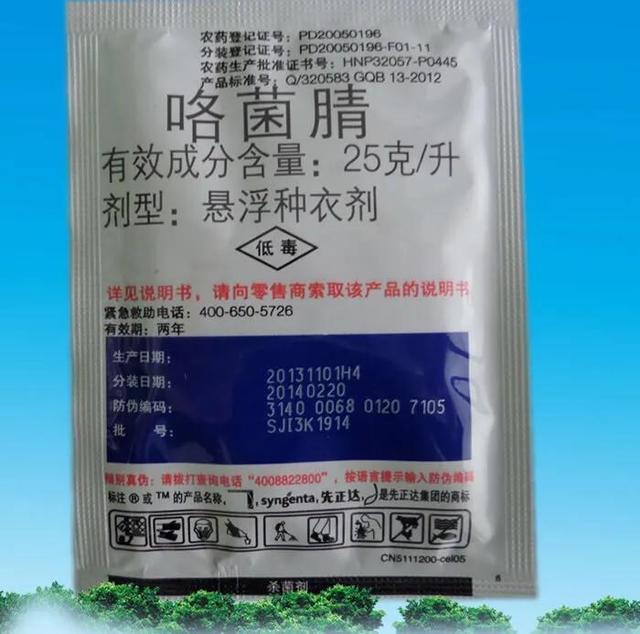 农药登记证号：PD20050196
分装登记证号：PD20050196-F01-11
农药生产批准证书号：HNP32057-P0445
产品标准号：Q/320583 GQB 13-2012
咯菌腈
有效成分含量：25克/升
剂型：悬浮种衣剂
低毒
详见说明书，请向零售商索取该产品的说明书
紧急救助电话：400-650-5726
有效期：两年
生产日期：
分装日期：
防伪编码：
批 号：
20131101H4
20140220
3140 0068 0120 7105
SJI3K1914
辨别真伪：请拨打查询电话“4008822800”，按语言提示输入防伪编码
标注®或™的产品名称，
，syngenta，先正达，
是先正达集团的商标
CN5111200-cel05
杀菌剂
6